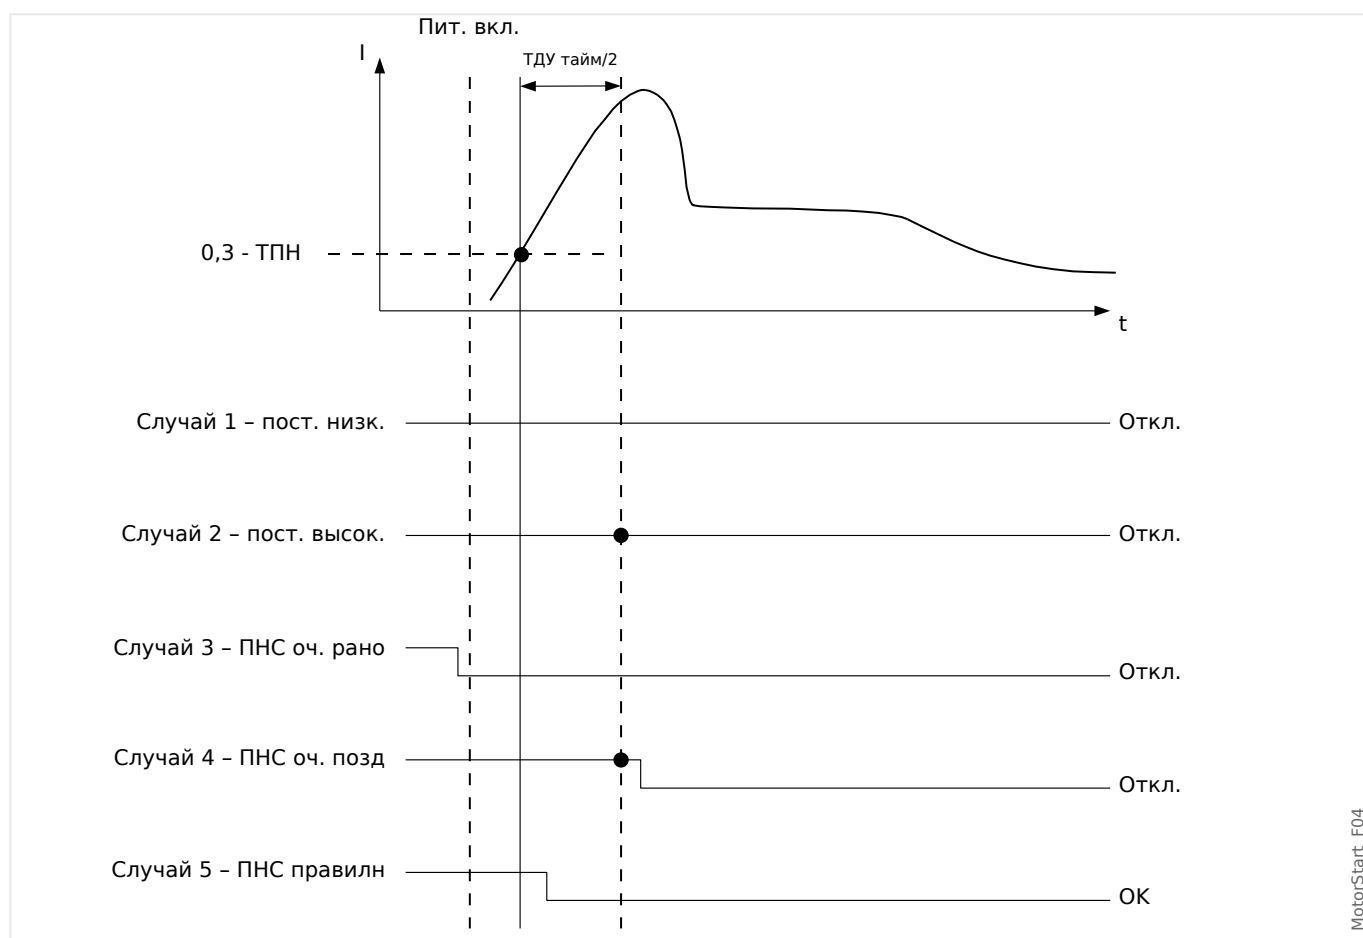 Пит. вкл.
I
ТДУ тайм/2
0,3 - ТПН
t
Случай 1 – пост. низк.
Откл.
Случай 2 – пост. высок.
Откл.
Случай 3 – ПНС оч. рано
Откл.
Случай 4 – ПНС оч. позд
Откл.
Случай 5 – ПНС правилн
OK
MotorStart_F04